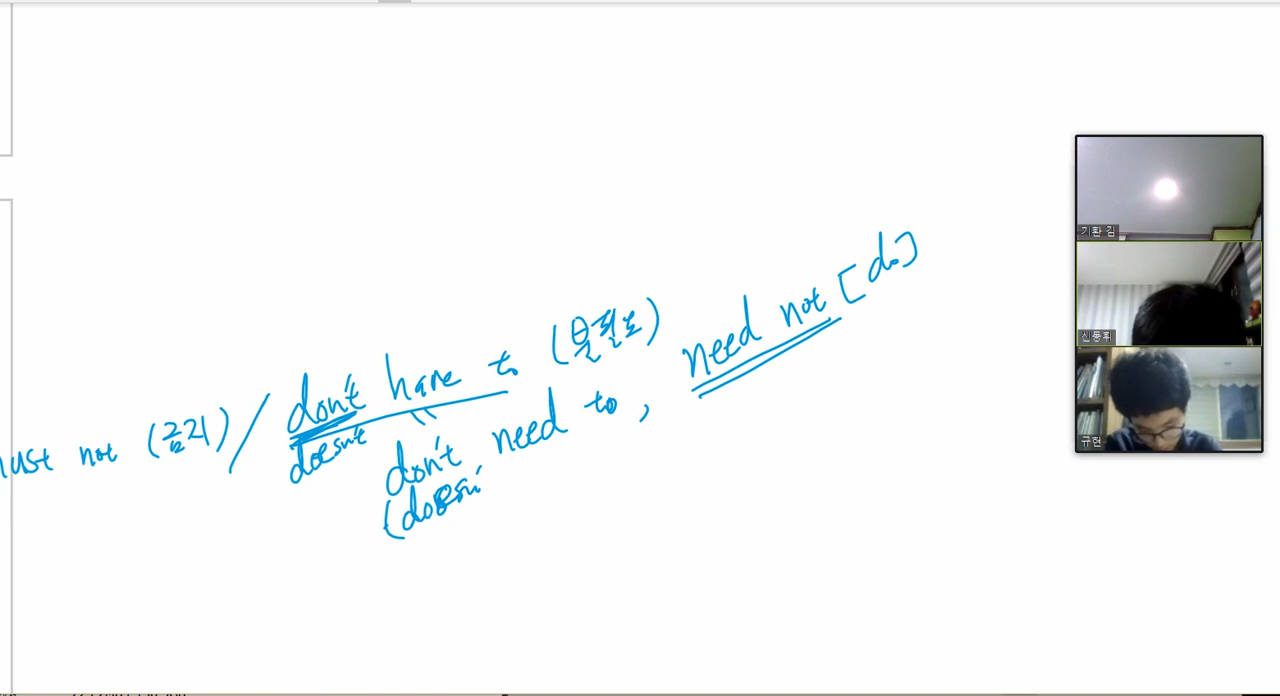 must not (금지) / don't have to (불필요)
doesn't
don't need to, need not [do]
(doesn'
기환 김
신동휘
규현